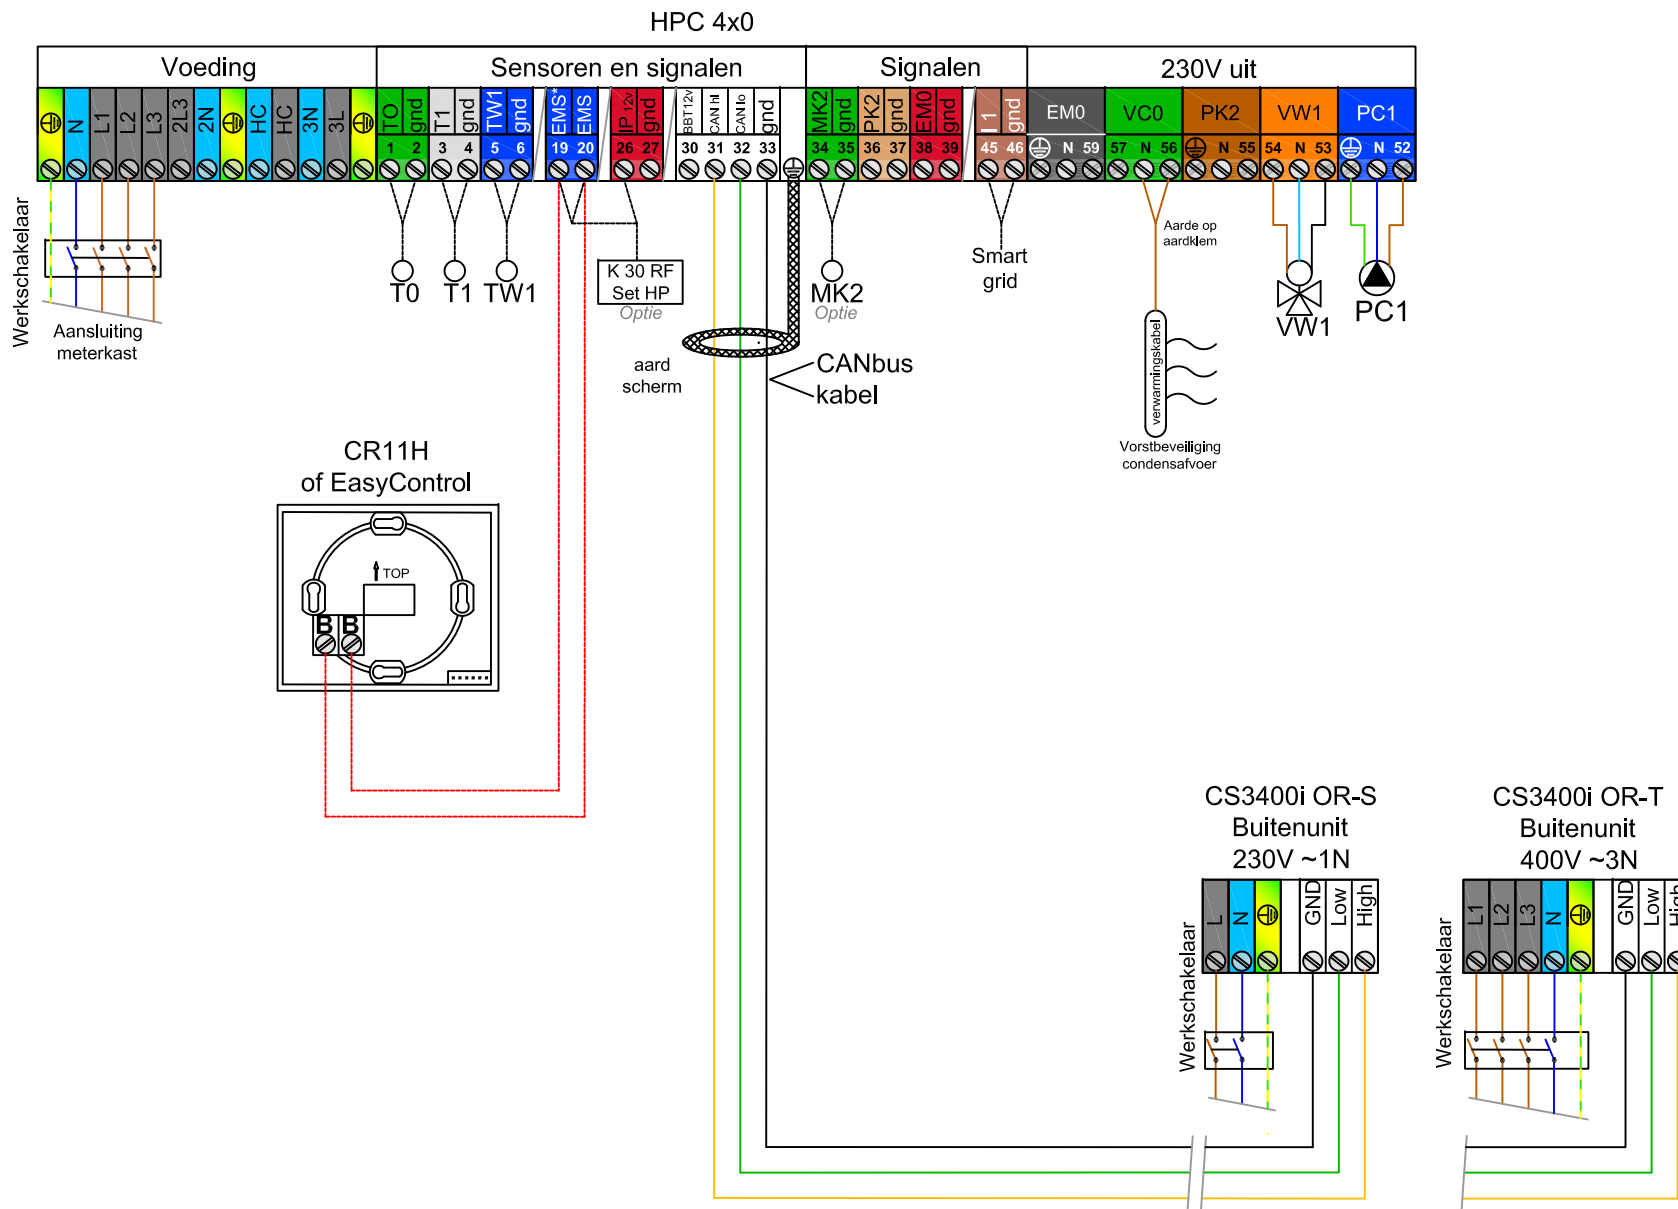 HPC 4x0
Voeding
Sensoren en signalen
Signalen
230V uit
N L1 L2 L3 2L3 2N HC HC 3N 3L
TO gnd T1 gnd TW1 gnd EMS* EMS IP 12v gnd BBT12v CAN hI CAN lo gnd
MK2 gnd PK2 gnd EM0 gnd I 1 gnd
EM0 VC0 PK2 VW1 PC1
1 2 3 4 5 6 19 20 26 27 30 31 32 33 34 35 36 37 38 39 45 46 N 59 57 N 56 N 55 54 N 53 N 52
Werkschakelaar
Aansluiting
meterkast
T0
T1
TW1
K 30 RF
Set HP
Optie
aard
scherm
CANbus
kabel
MK2
Optie
Smart
grid
Aarde op
aardklem
verwarmingskabel
Vorstbeveiliging
condensafvoer
VW1
PC1
CR11H
of EasyControl
TOP
B B
CS3400i OR-S
Buitenunit
230V ~1N
L N GND Low High
Werkschakelaar
CS3400i OR-T
Buitenunit
400V ~3N
L1 L2 L3 N GND Low High
Werkschakelaar